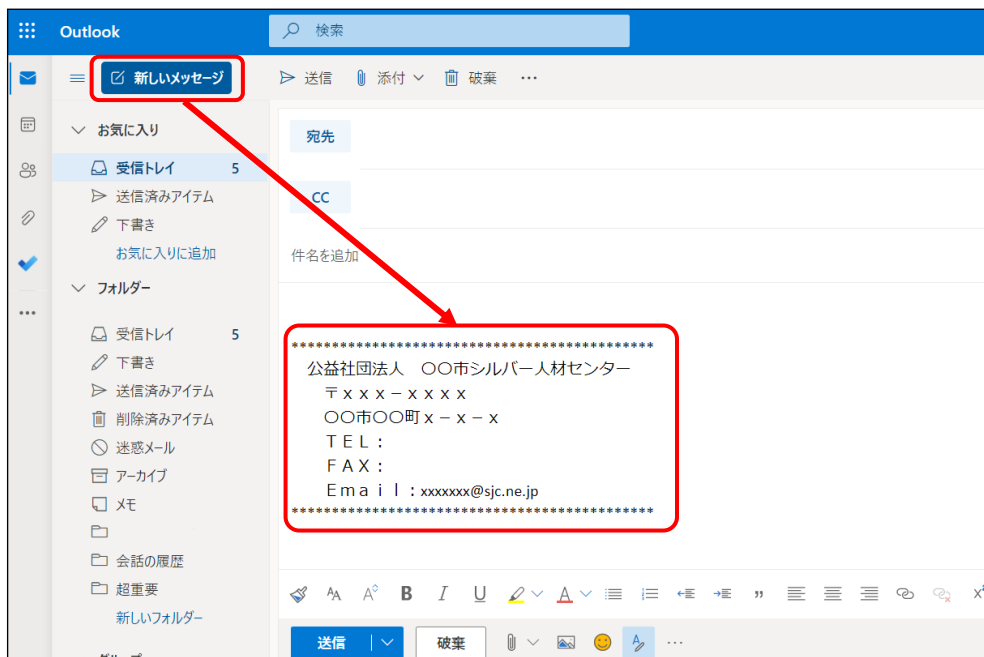 Outlook
検索
新しいメッセージ
送信 添付 破棄 ...
お気に入り
受信トレイ 5
送信済みアイテム
下書き
お気に入りに追加
フォルダー
受信トレイ 5
下書き
送信済みアイテム
削除済みアイテム
迷惑メール
アーカイブ
メモ
会話の履歴
超重要
新しいフォルダー
宛先
CC
件名を追加
*********************************************
公益社団法人　〇〇市シルバー人材センター
〒ｘｘｘ－ｘｘｘｘ
〇〇市〇〇町ｘ－ｘ－ｘ
ＴＥＬ：
ＦＡＸ：
Ｅｍａｉｌ：xxxxxxx@sjc.ne.jp
*********************************************
B I U A
送信 破棄 ...